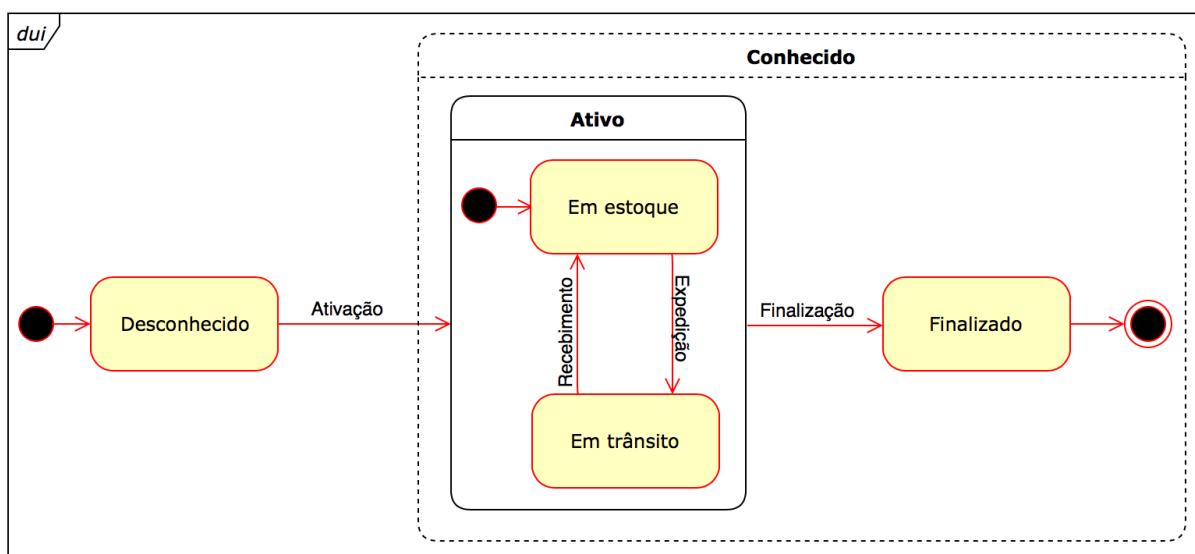 dui
Conhecido
Ativo
Em estoque
Desconhecido
Ativação
Recebimento
Expedição
Finalização
Finalizado
Em trânsito